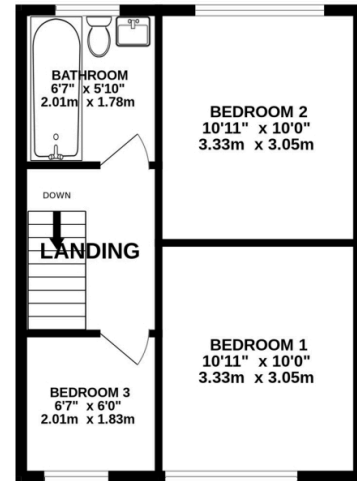 BATHROOM
6'7" x 5'10"
2.01m x 1.78m
BEDROOM 2
10'11" x 10'0"
3.33m x 3.05m
DOWN
LANDING
BEDROOM 1
10'11" x 10'0"
3.33m x 3.05m
BEDROOM 3
6'7" x 6'0"
2.01m x 1.83m